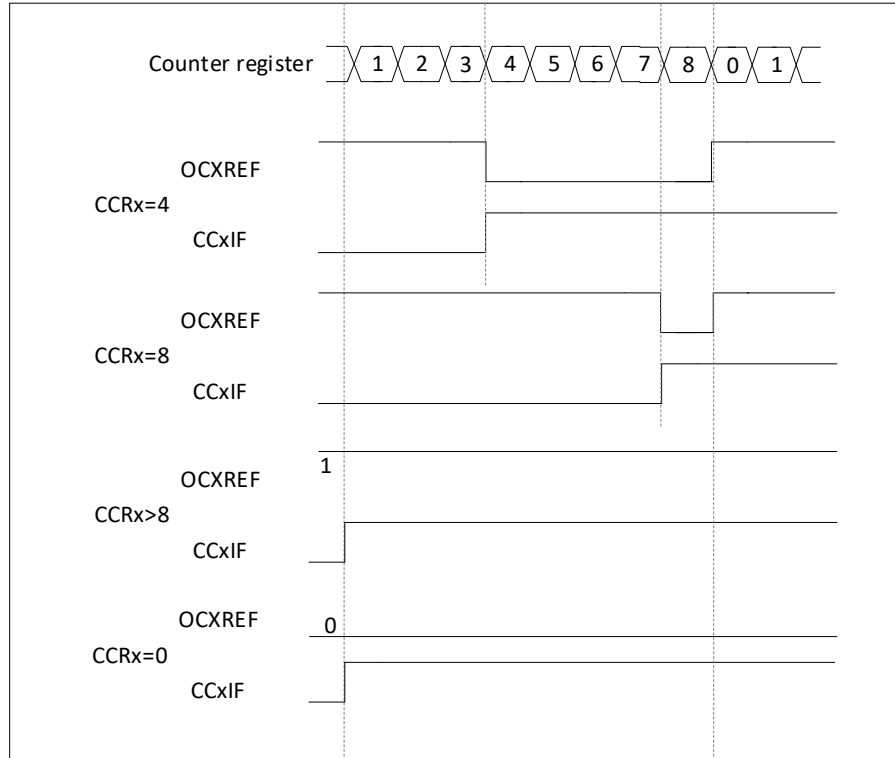 Counter register 1 2 3 4 5 6 7 8 0 1
OCXREF
CCRx=4
CCxIF
OCXREF
CCRx=8
CCxIF
1
OCXREF
CCRx>8
CCxIF
OCXREF 0
CCRx=0
CCxIF